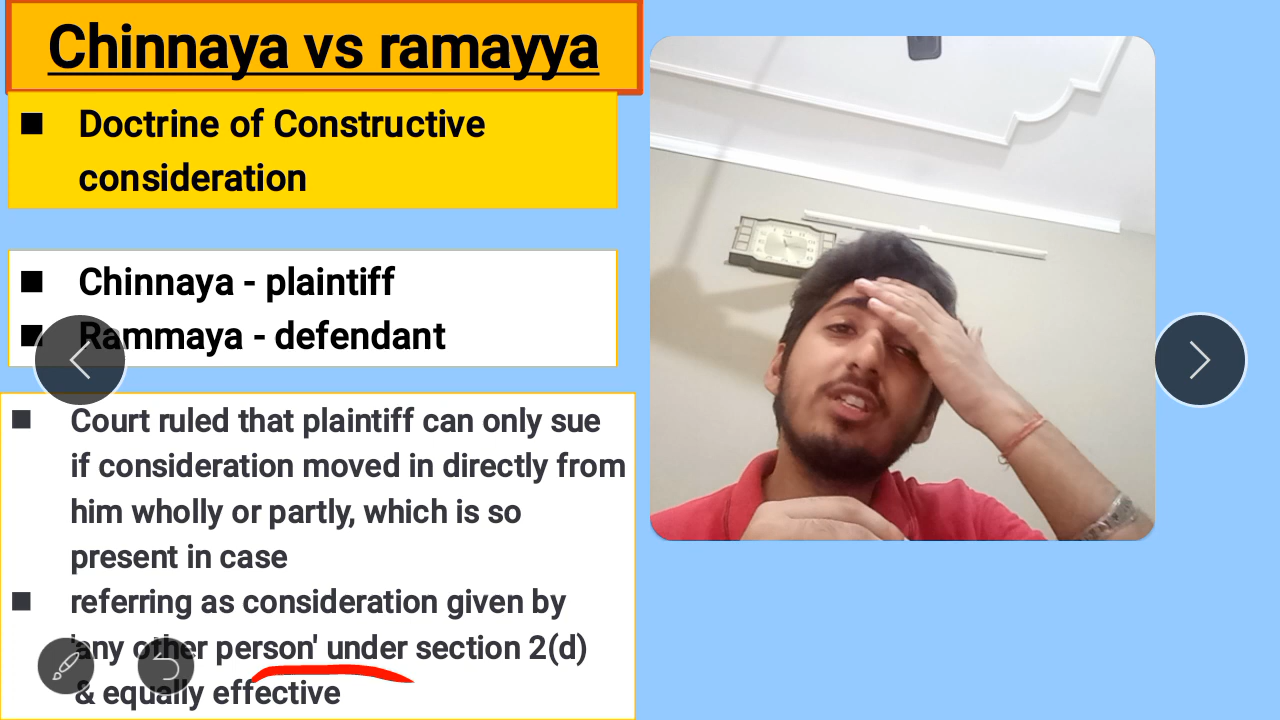 Chinnaya vs ramayya
Doctrine of Constructive
consideration
Chinnaya - plaintiff
Rammaya - defendant
Court ruled that plaintiff can only sue
if consideration moved in directly from
him wholly or partly, which is so
present in case
referring as consideration given by
'any other person' under section 2(d)
& equally effective